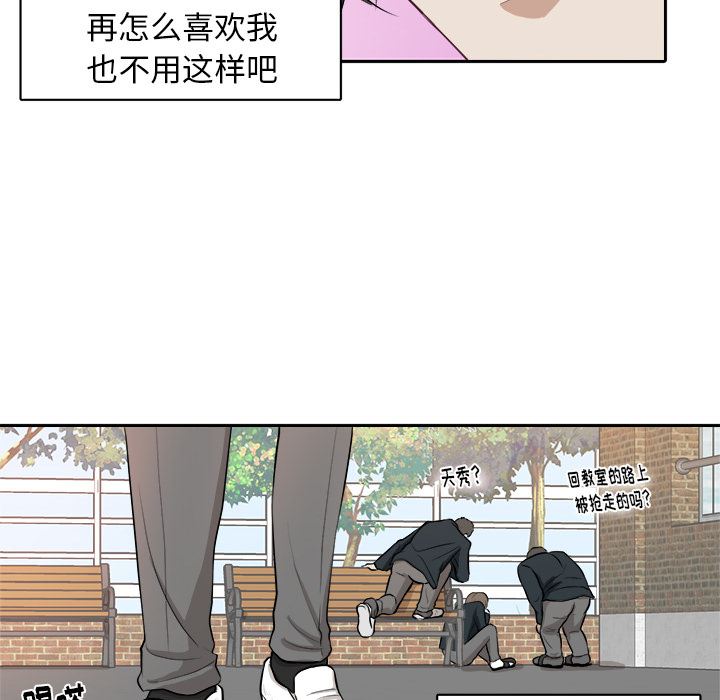 再怎么喜欢我
也不用这样吧
天秀?
回教室的路上
被抢走的吗?